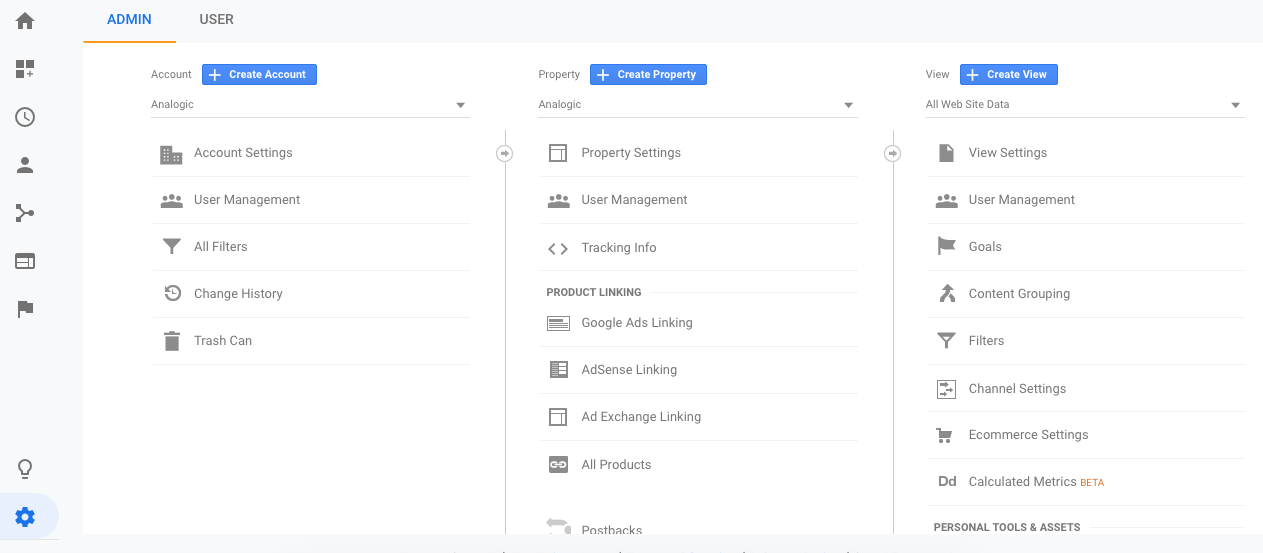 ADMIN
USER
Account
Create Account
Analogic
Account Settings
User Management
All Filters
Change History
Trash Can
Property
Create Property
Analogic
Property Settings
User Management
Tracking Info
PRODUCT LINKING
Google Ads Linking
AdSense Linking
Ad Exchange Linking
All Products
Postbacks
View
Create View
All Web Site Data
View Settings
User Management
Goals
Content Grouping
Filters
Channel Settings
Ecommerce Settings
Dd Calculated Metrics BETA
PERSONAL TOOLS & ASSETS